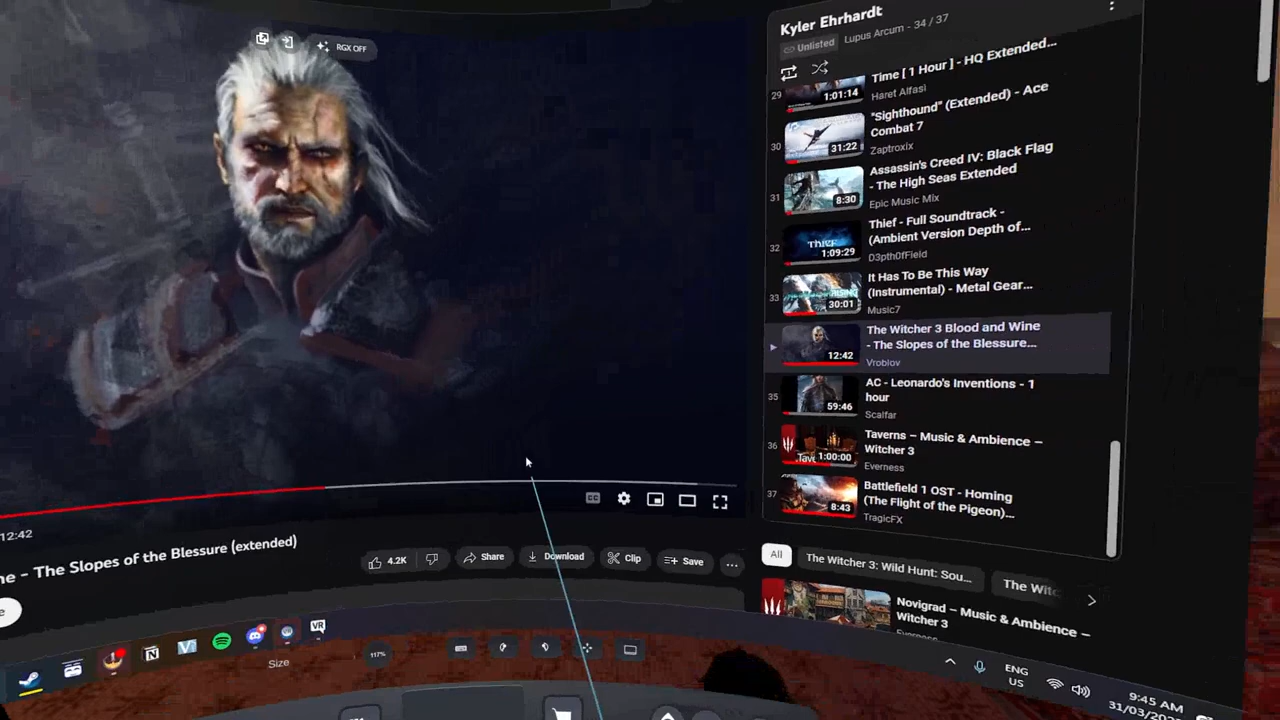 RGX OFF
Kyler Ehrhardt
Unlisted
Lupus Arcum - 34 / 37
29
Time [ 1 Hour ] - HQ Extended...
Haret Alfasi
1:01:14
30
"Sighthound" (Extended) - Ace
Combat 7
Zaptroxix
31:22
31
Assassin's Creed IV: Black Flag
- The High Seas Extended
Epic Music Mix
8:30
32
Thief - Full Soundtrack -
(Ambient Version Depth of...
D3pth0fField
THIEF
1:09:29
33
It Has To Be This Way
(Instrumental) - Metal Gear...
Music7
30:01
The Witcher 3 Blood and Wine
- The Slopes of the Blessure...
Vroblov
12:42
35
AC - Leonardo's Inventions - 1
hour
Scalfar
59:46
36
Taverns – Music & Ambience –
Witcher 3
Everness
1:00:00
37
Battlefield 1 OST - Homing
(The Flight of the Pigeon)...
TragicFX
8:43
CC
12:42
ne - The Slopes of the Blessure (extended)
4.2K
Share
Download
Clip
Save
...
All
The Witcher 3: Wild Hunt: Sou...
The Witc
Novigrad – Music & Ambience –
Witcher 3
VR
Size
117%
ENG
US
9:45 AM